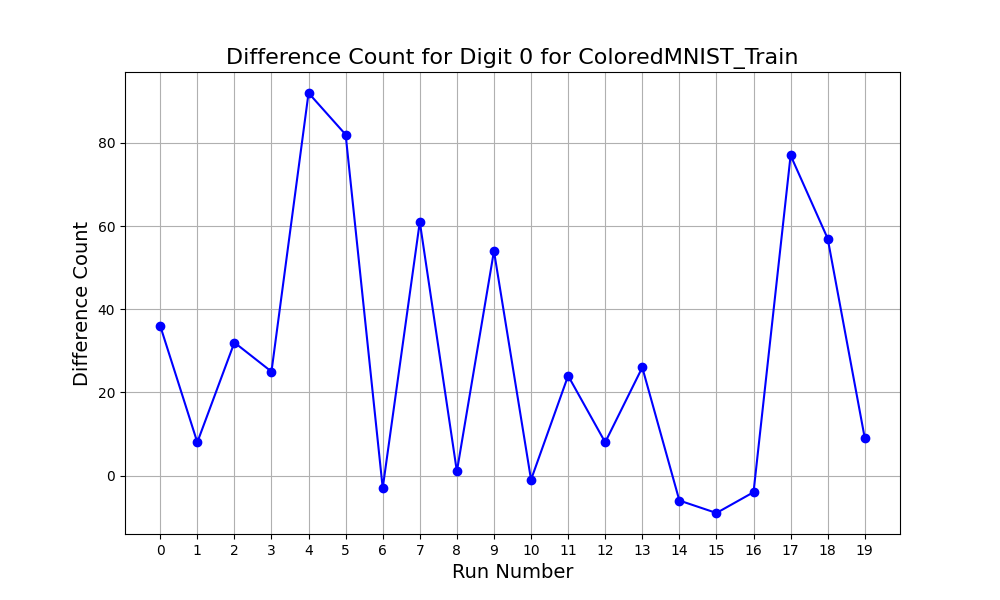 Difference Count for Digit 0 for ColoredMNIST_Train
Difference Count
80
60
40
20
0
0 1 2 3 4 5 6 7 8 9 10 11 12 13 14 15 16 17 18 19
Run Number